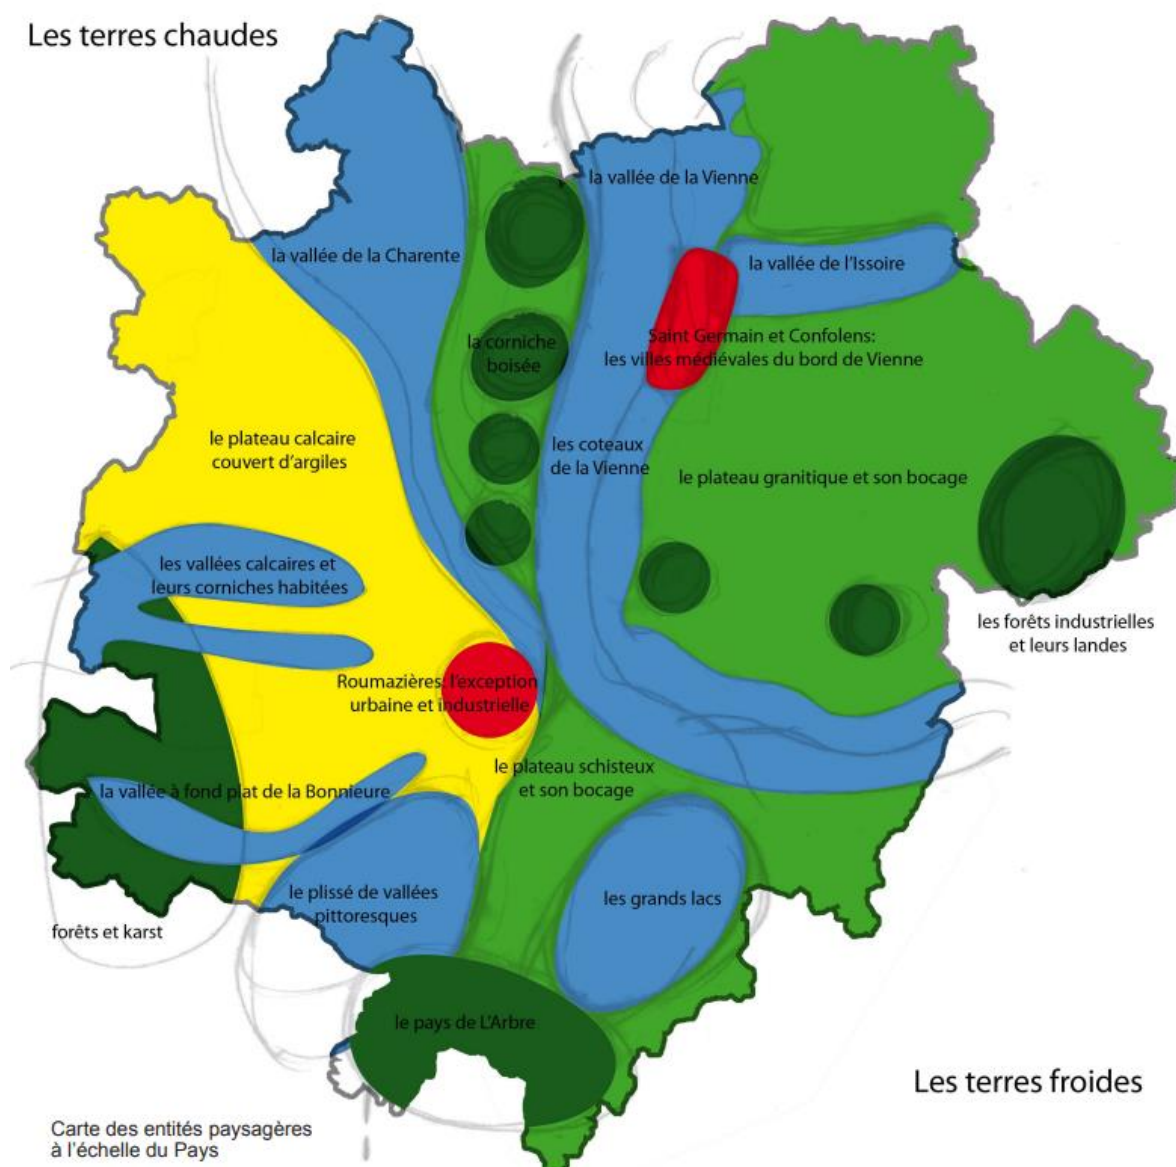 Les terres chaudes
la vallée de la Vienne
la vallée de la Charente
la vallée de l'Issoire
la corniche
boisée
Saint Germain et Confolens:
les villes médiévales du bord de Vienne
le plateau calcaire
couvert d'argiles
les coteaux
de la Vienne
le plateau granitique et son bocage
les vallées calcaires et
leurs corniches habitées
les forêts industrielles
et leurs landes
Roumazières: l'exception
urbaine et industrielle
le plateau schisteux
et son bocage
la vallée à fond plat de la Bonnieure
le plissé de vallées
pittoresques
les grands lacs
forêts et karst
le pays de L'Arbre
Les terres froides
Carte des entités paysagères
à l'échelle du Pays